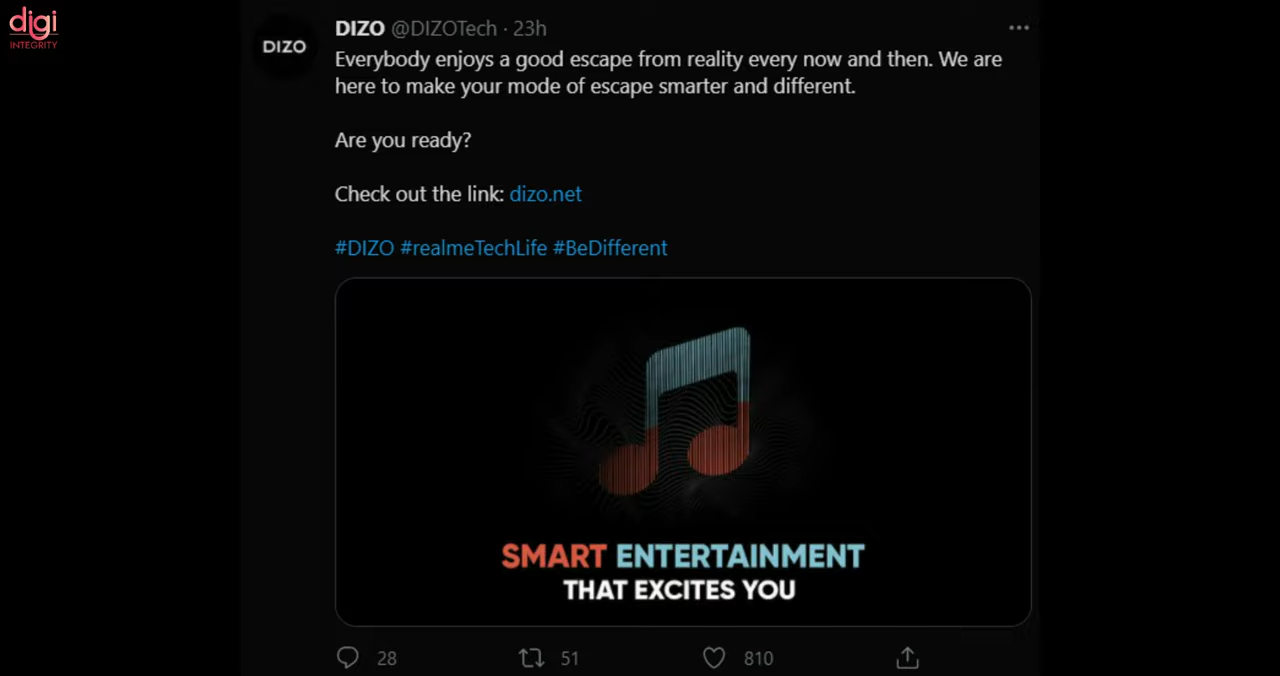 digi
INTEGRITY
DIZO
DIZO @DIZOTech · 23h
Everybody enjoys a good escape from reality every now and then. We are
here to make your mode of escape smarter and different.
Are you ready?
Check out the link: dizo.net
#DIZO #realmeTechLife #BeDifferent
SMART ENTERTAINMENT
THAT EXCITES YOU
28 51 810